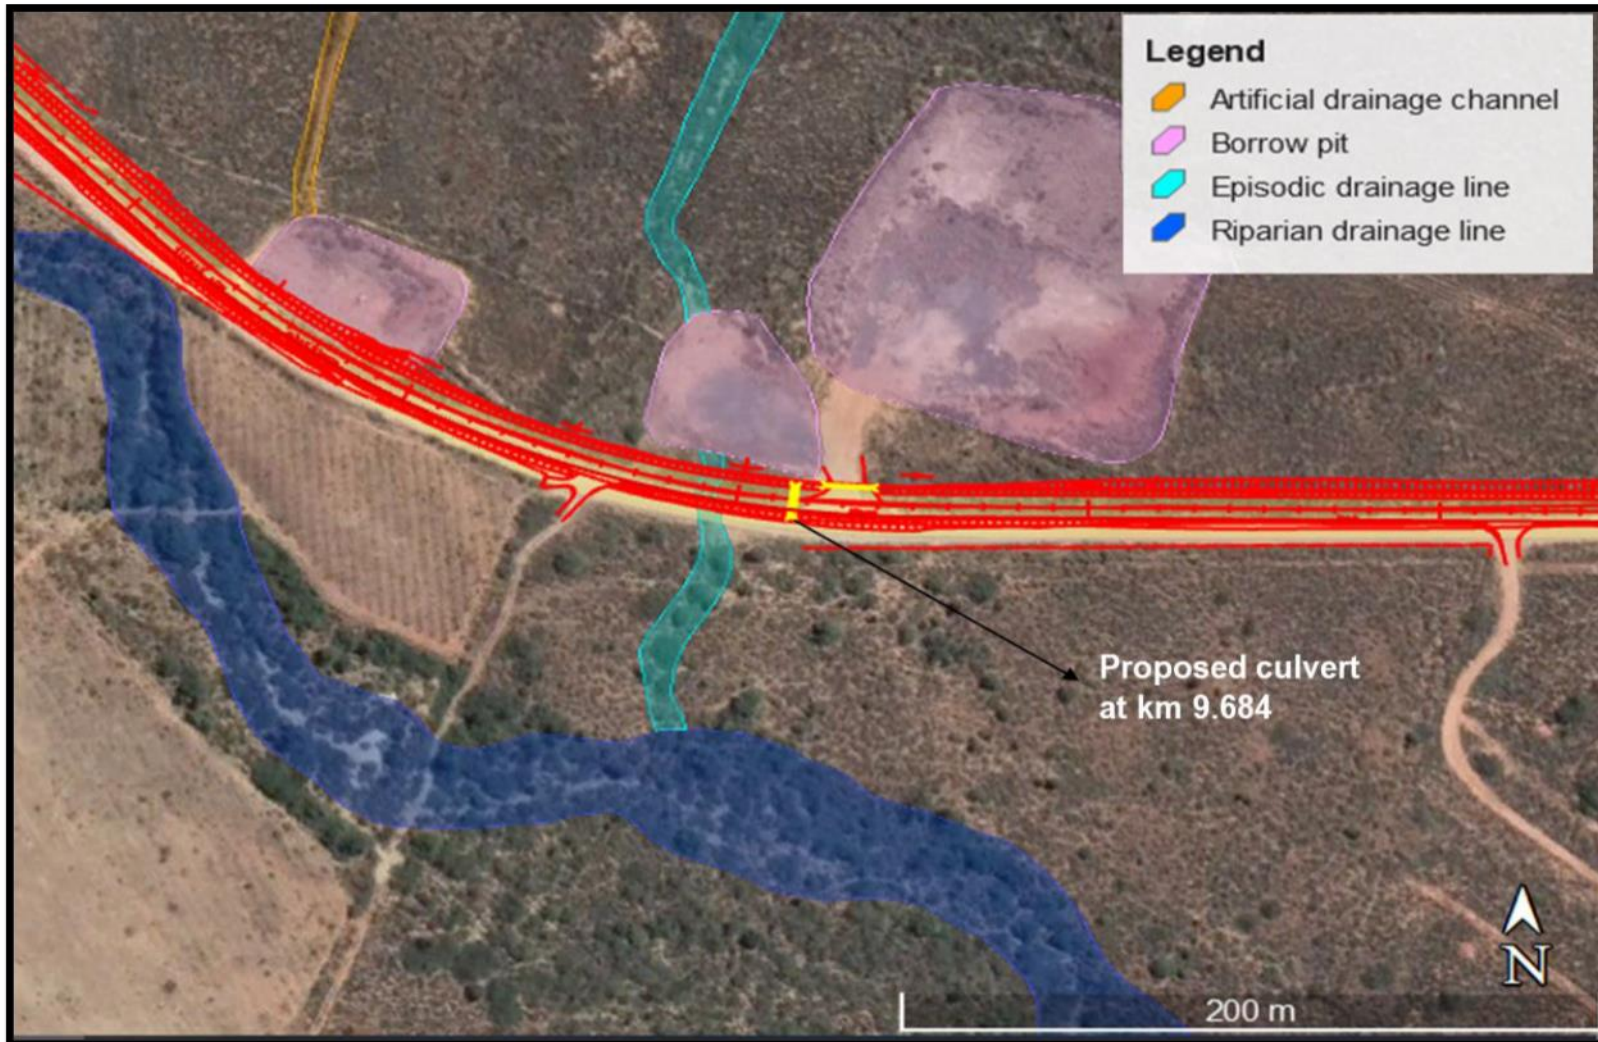 Legend
Artificial drainage channel
Borrow pit
Episodic drainage line
Riparian drainage line
Proposed culvert
at km 9.684
N
200 m